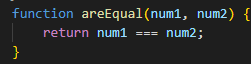 function areEqual(num1, num2) {
    return num1 === num2;
}